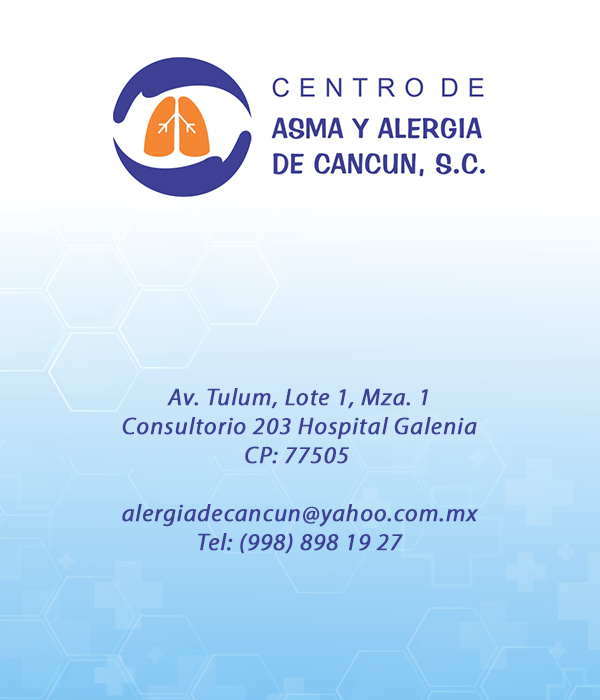 CENTRO DE
ASMA Y ALERGIA
DE CANCUN, S.C.
Av. Tulum, Lote 1, Mza. 1
Consultorio 203 Hospital Galenia
CP: 77505
alergiadecancun@yahoo.com.mx
Tel: (998) 898 19 27